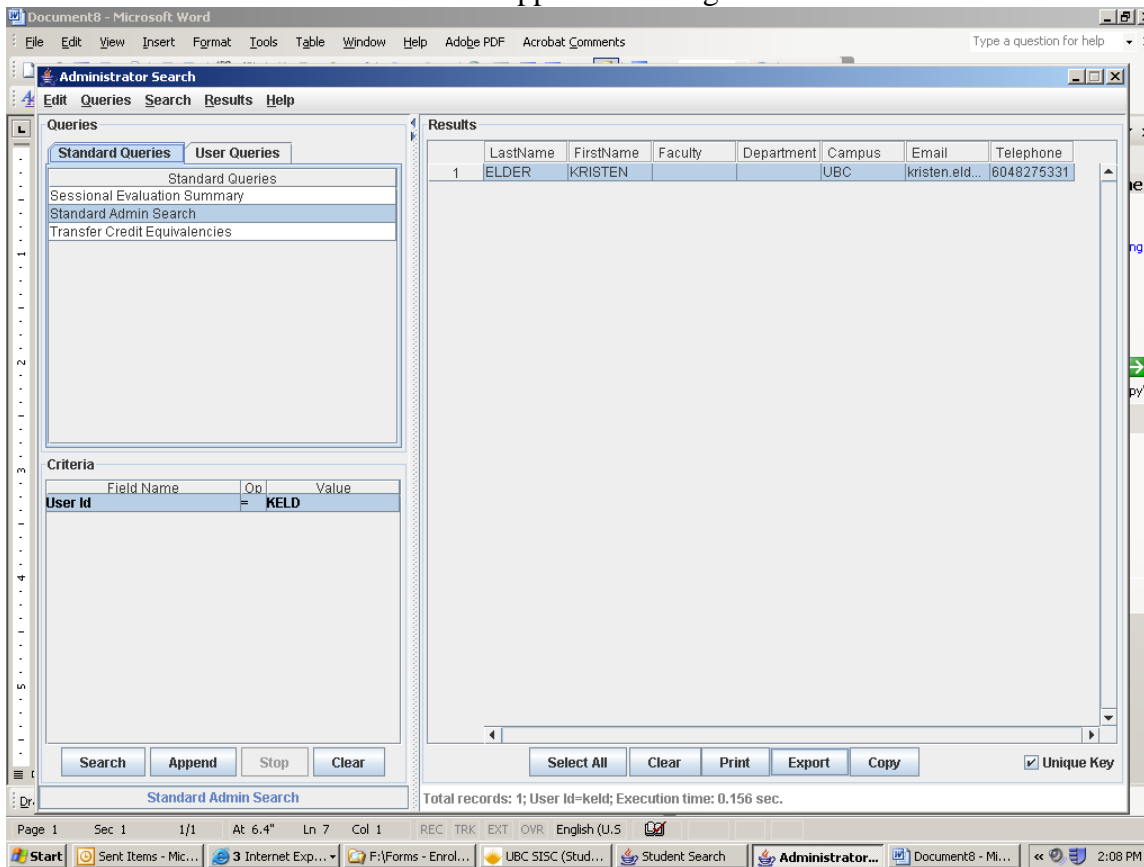 Document8 - Microsoft Word
File Edit View Insert Format Tools Table Window Help Adobe PDF Acrobat Comments Type a question for help
Administrator Search
Edit Queries Search Results Help
Queries
Standard Queries User Queries
Standard Queries
Sessional Evaluation Summary
Standard Admin Search
Transfer Credit Equivalencies
Criteria
Field Name Op Value
User Id = KELD
Search Append Stop Clear
Standard Admin Search
Results
LastName FirstName Faculty Department Campus Email Telephone
1 ELDER KRISTEN UBC kristen.eld... 6048275331
Select All Clear Print Export Copy Unique Key
Total records: 1; User Id=keld; Execution time: 0.156 sec.
Page 1 Sec 1 1/1 At 6.4" Ln 7 Col 1 REC TRK EXT OVR English (U.S
Start Sent Items - Mic... 3 Internet Exp... F:\Forms - Enrol... UBC SISC (Stud... Student Search Administrator... Document8 - Mi... « 2:08 PM